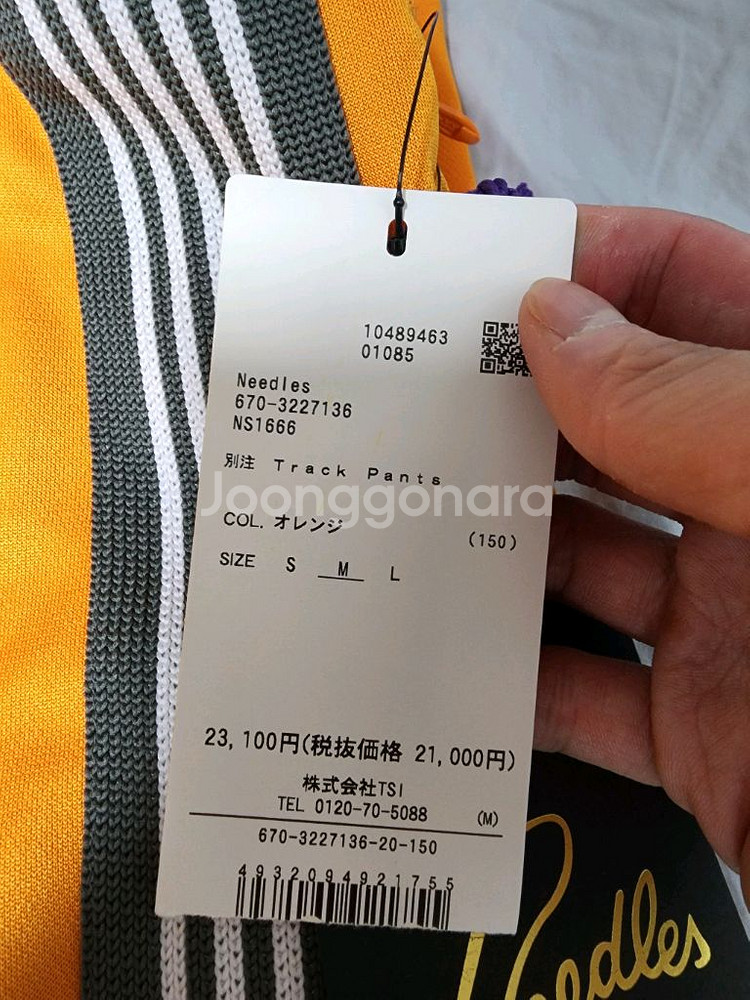 10489463
01085
Needles
670-3227136
NS1666
別注 Track Pants
Joonggonara
COL. オレンジ (150)
SIZE S M L
23,100円(税抜価格 21,000円)
株式会社TSI
TEL 0120-70-5088 (M)
670-3227136-20-150
4932094921755
Needles